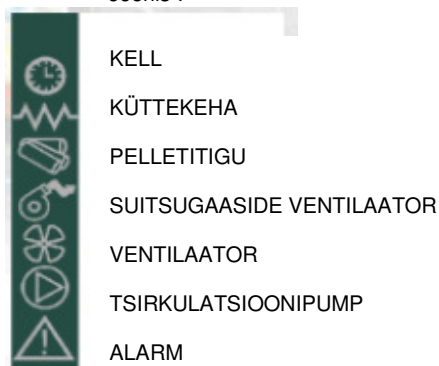 KELL
KÜTTEKEHA
PELLETITIGU
SUITSUGAASIDE VENTILAATOR
VENTILAATOR
TSIRKULATSIOONIPUMP
ALARM